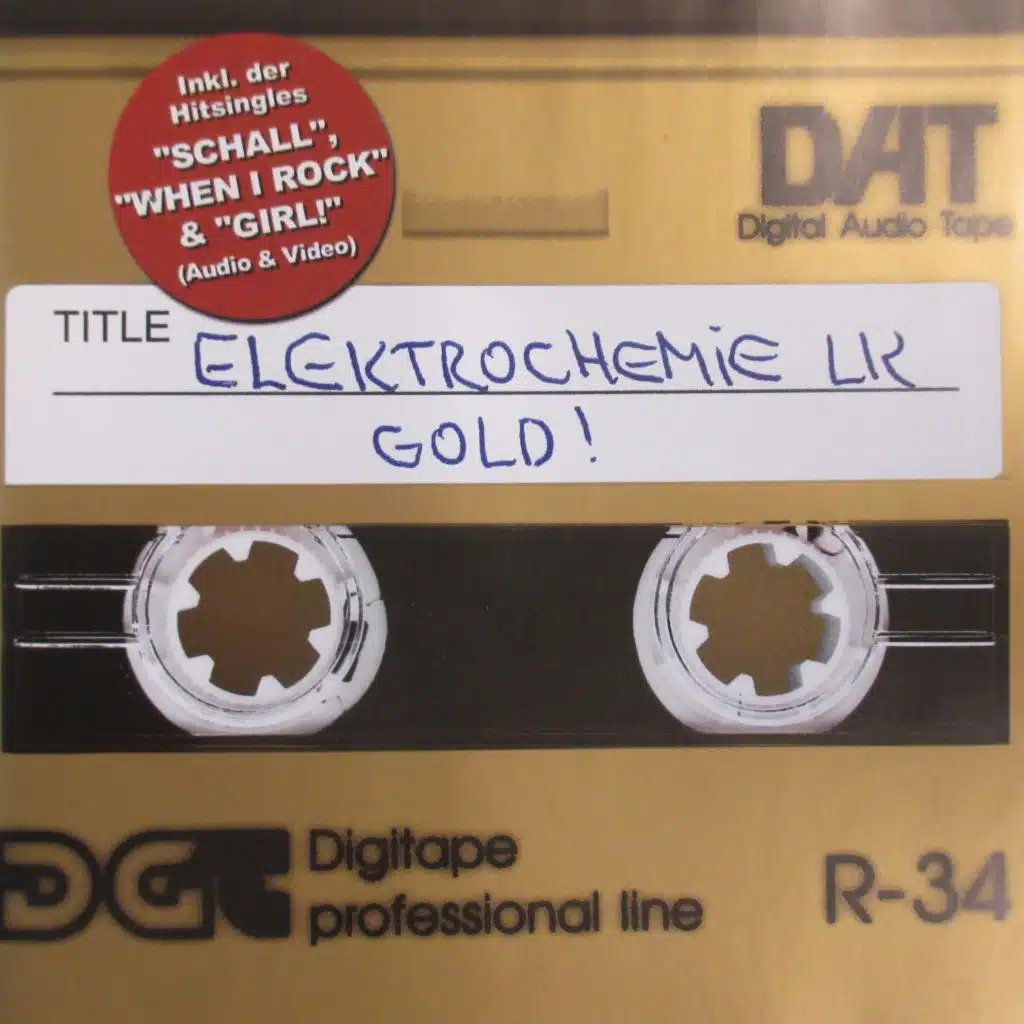 Inkl. der
Hitsingles
"SCHALL",
"WHEN I ROCK"
& "GIRL!"
(Audio & Video)
DAT
Digital Audio Tape
TITLE ELEKTROCHEMIE LK
GOLD!
DGT Digitape
professional line
R-34